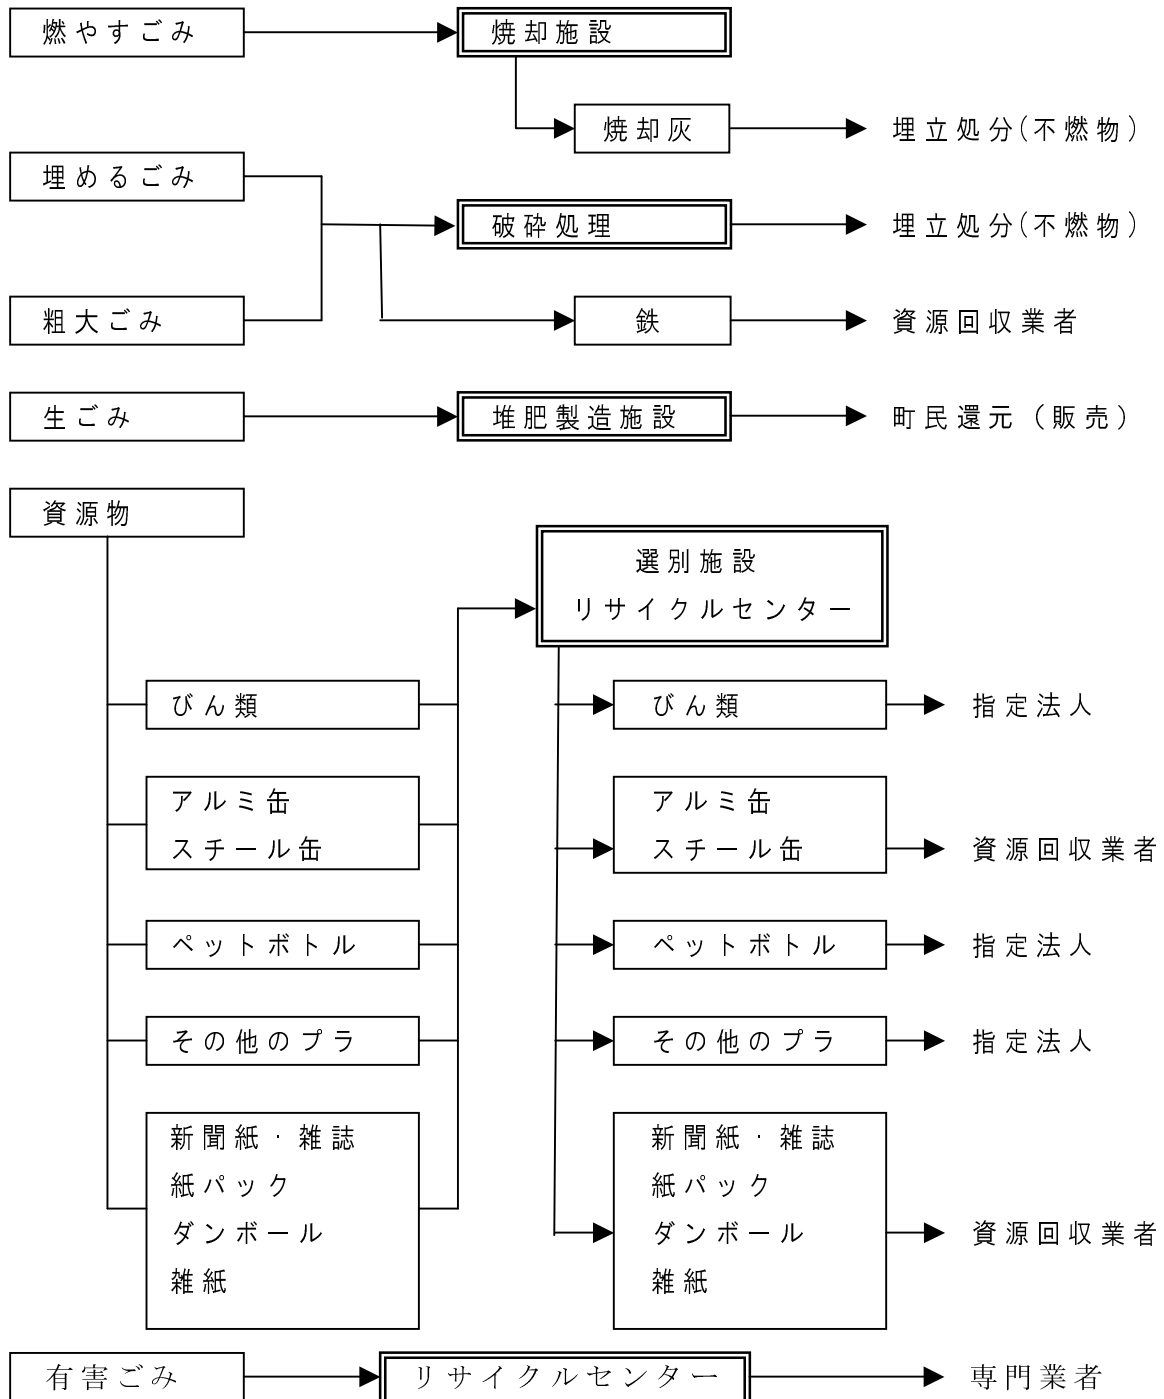 燃やすごみ
焼却施設
焼却灰
埋立処分(不燃物)
埋めるごみ
破砕処理
埋立処分(不燃物)
粗大ごみ
鉄
資源回収業者
生ごみ
堆肥製造施設
町民還元(販売)
資源物
選別施設
リサイクルセンター
びん類
びん類
指定法人
アルミ缶
スチール缶
アルミ缶
スチール缶
資源回収業者
ペットボトル
ペットボトル
指定法人
その他のプラ
その他のプラ
指定法人
新聞紙・雑誌
紙パック
ダンボール
雑紙
新聞紙・雑誌
紙パック
ダンボール
雑紙
資源回収業者
有害ごみ
リサイクルセンター
専門業者